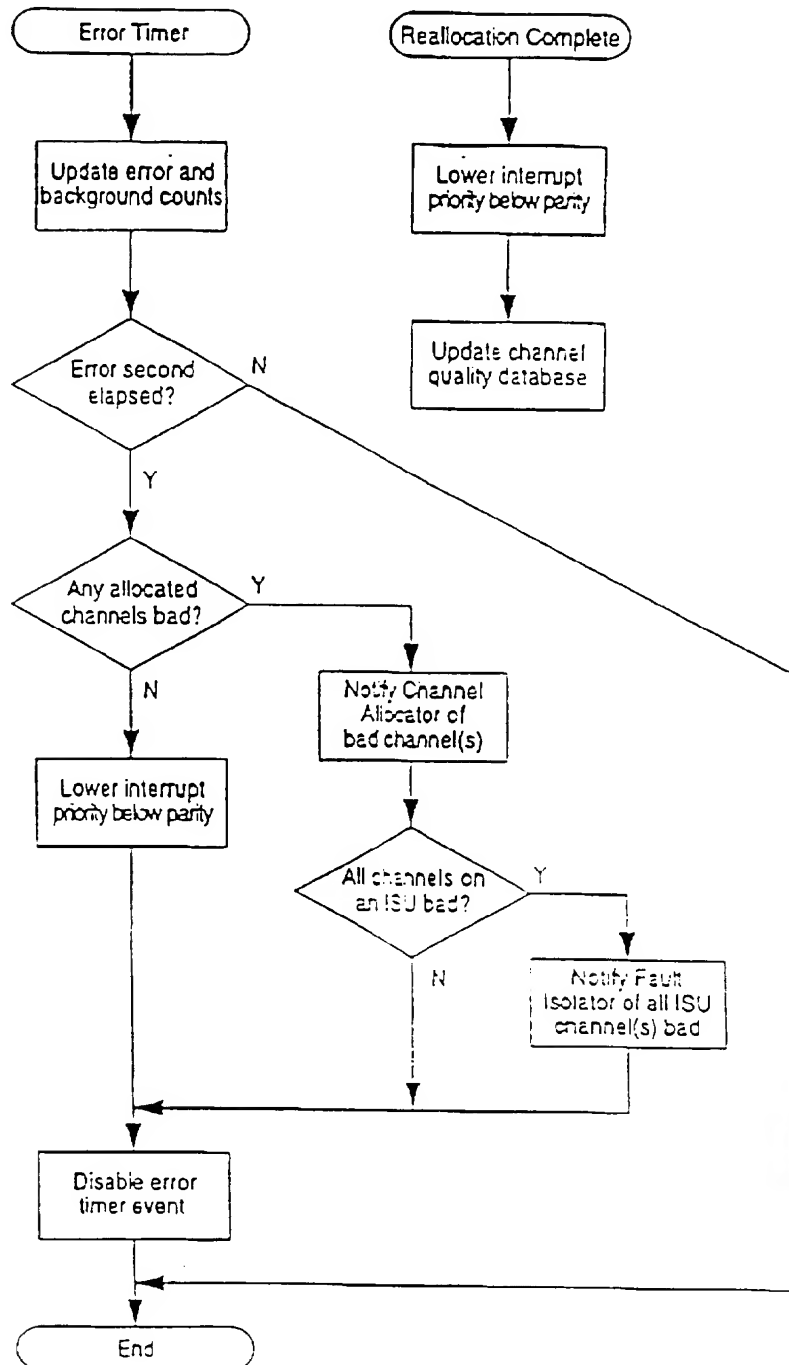 Error Timer
Reallocation Complete
Update error and
background counts
Lower interrupt
priority below parity
Error second
elapsed?
N
Update channel
quality database
Y
Any allocated
channels bad?
Y
N
Notify Channel
Allocator of
bad channel(s)
Lower interrupt
priority below parity
All channels on
an ISU bad?
Y
N
Notify Fault
Isolator of all ISU
channel(s) bad
Disable error
timer event
End